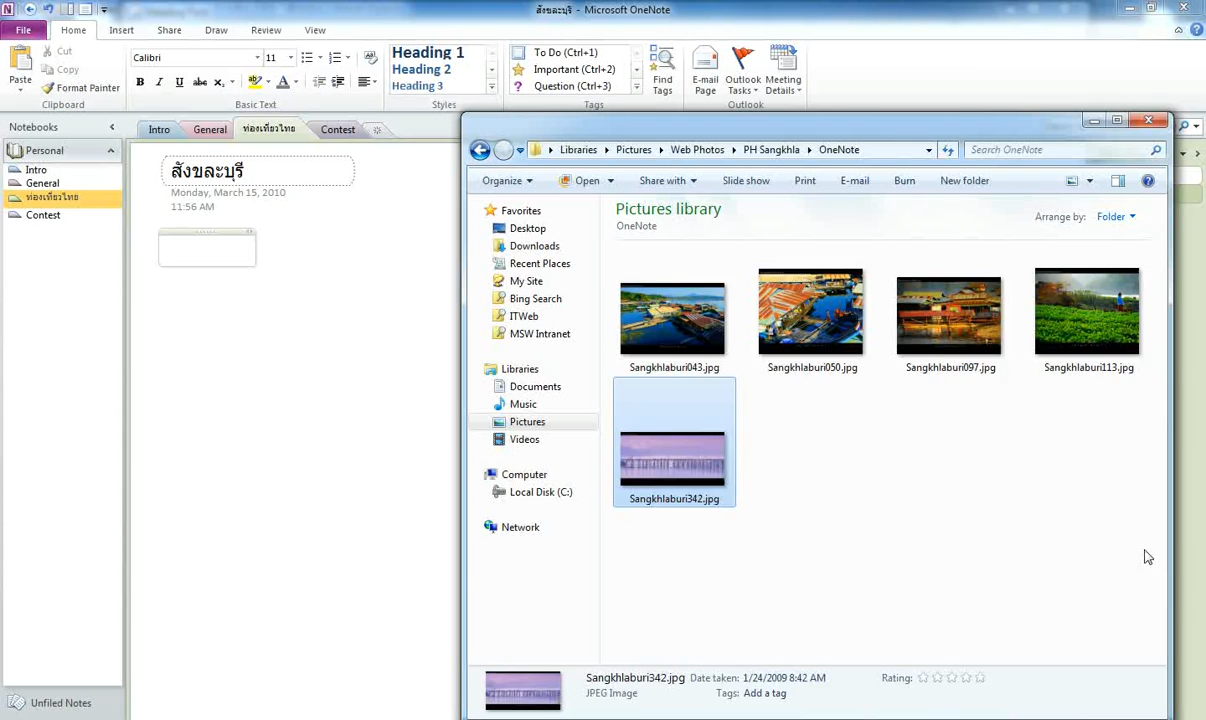 สังขละบุรี - Microsoft OneNote
File Home Insert Share Review Draw View
Cut
Copy
Paste
Format Painter
Clipboard
Calibri 11
B I U abc X₂ A
Basic Text
Heading 1
Heading 2
Heading 3
Styles
To Do (Ctrl+1)
Important (Ctrl+2)
Question (Ctrl+3)
Tags
Find Tags
E-mail Page
Outlook Tasks
Meeting Details
Outlook
Notebooks
Personal
Intro
General
ท่องเที่ยวไทย
Contest
Unfiled Notes
Intro General ท่องเที่ยวไทย Contest
สังขละบุรี
Monday, March 15, 2010
11:56 AM
Libraries Pictures Web Photos PH Sangkhla OneNote
Search OneNote
Organize Open Share with Slide show Print E-mail Burn New folder
Favorites
Desktop
Downloads
Recent Places
My Site
Bing Search
ITWeb
MSW Intranet
Libraries
Documents
Music
Pictures
Videos
Computer
Local Disk (C:)
Network
Pictures library
OneNote
Arrange by: Folder
Sangkhlaburi043.jpg
Sangkhlaburi050.jpg
Sangkhlaburi097.jpg
Sangkhlaburi113.jpg
Sangkhlaburi342.jpg
Sangkhlaburi342.jpg Date taken: 1/24/2009 8:42 AM Rating:
JPEG Image Tags: Add a tag